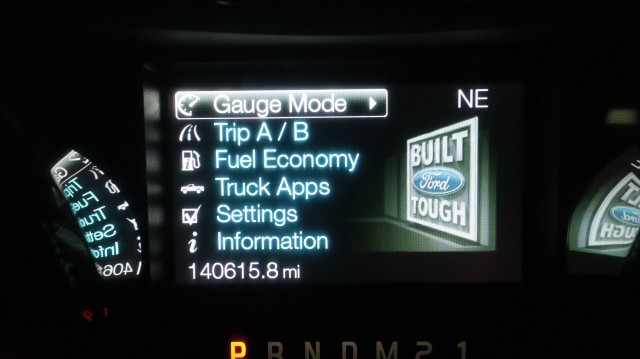 Gauge Mode
NE
Trip A / B
Fuel Economy
Truck Apps
Settings
Information
BUILT
Ford
TOUGH
140615.8 mi
P R N D M 2 1